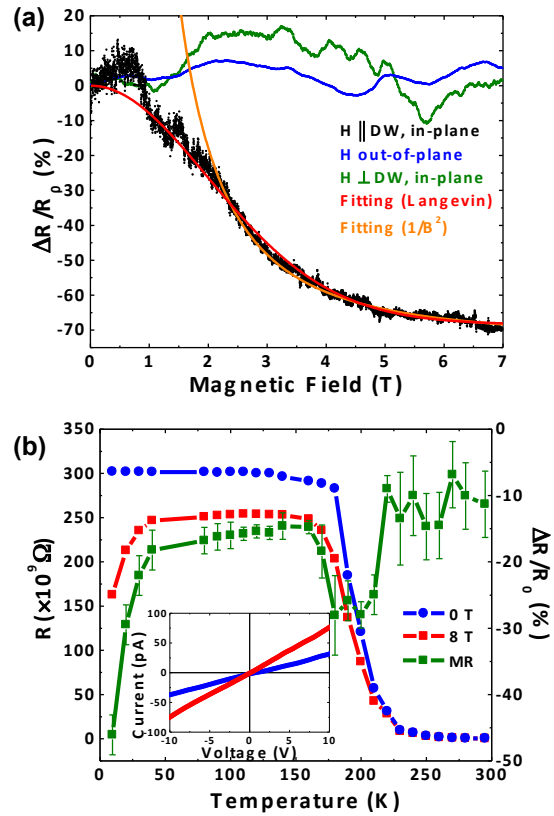 (a)
20
10
0
-10
-20
-30
-40
-50
-60
-70
ΔR/R₀ (%)
H ∥ DW, in-plane
H out-of-plane
H ⊥ DW, in-plane
Fitting (Langevin)
Fitting (1/B²)
0 1 2 3 4 5 6 7
Magnetic Field (T)
(b)
350
300
250
200
150
100
50
0
-50
R (×10⁹Ω)
0
-10
-20
-30
-40
-50
ΔR/R₀ (%)
0 T
8 T
MR
100
50
0
-50
-100
Current (pA)
-10 -5 0 5 10
Voltage (V)
0 50 100 150 200 250 300
Temperature (K)